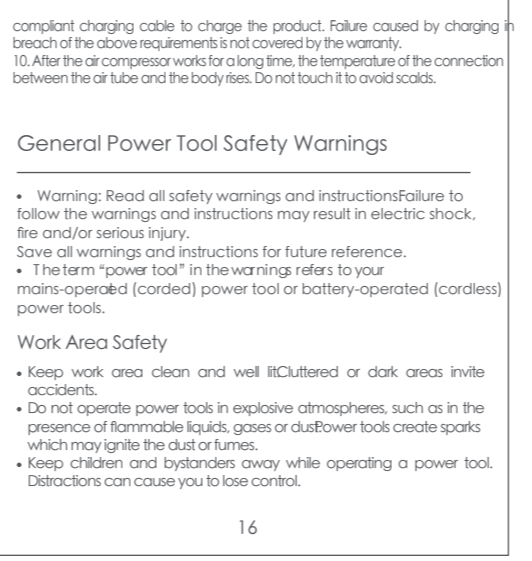 compliant charging cable to charge the product. Failure caused by charging in
breach of the above requirements is not covered by the warranty.
10. After the air compressor works for a long time, the temperature of the connection
between the air tube and the body rises. Do not touch it to avoid scalds.
General Power Tool Safety Warnings
• Warning: Read all safety warnings and instructionsFailure to
follow the warnings and instructions may result in electric shock,
fire and/or serious injury.
Save all warnings and instructions for future reference.
• The term “power tool” in the warnings refers to your
mains-operated (corded) power tool or battery-operated (cordless)
power tools.
Work Area Safety
• Keep work area clean and well litCluttered or dark areas invite
accidents.
• Do not operate power tools in explosive atmospheres, such as in the
presence of flammable liquids, gases or dustPower tools create sparks
which may ignite the dust or fumes.
• Keep children and bystanders away while operating a power tool.
Distractions can cause you to lose control.
16